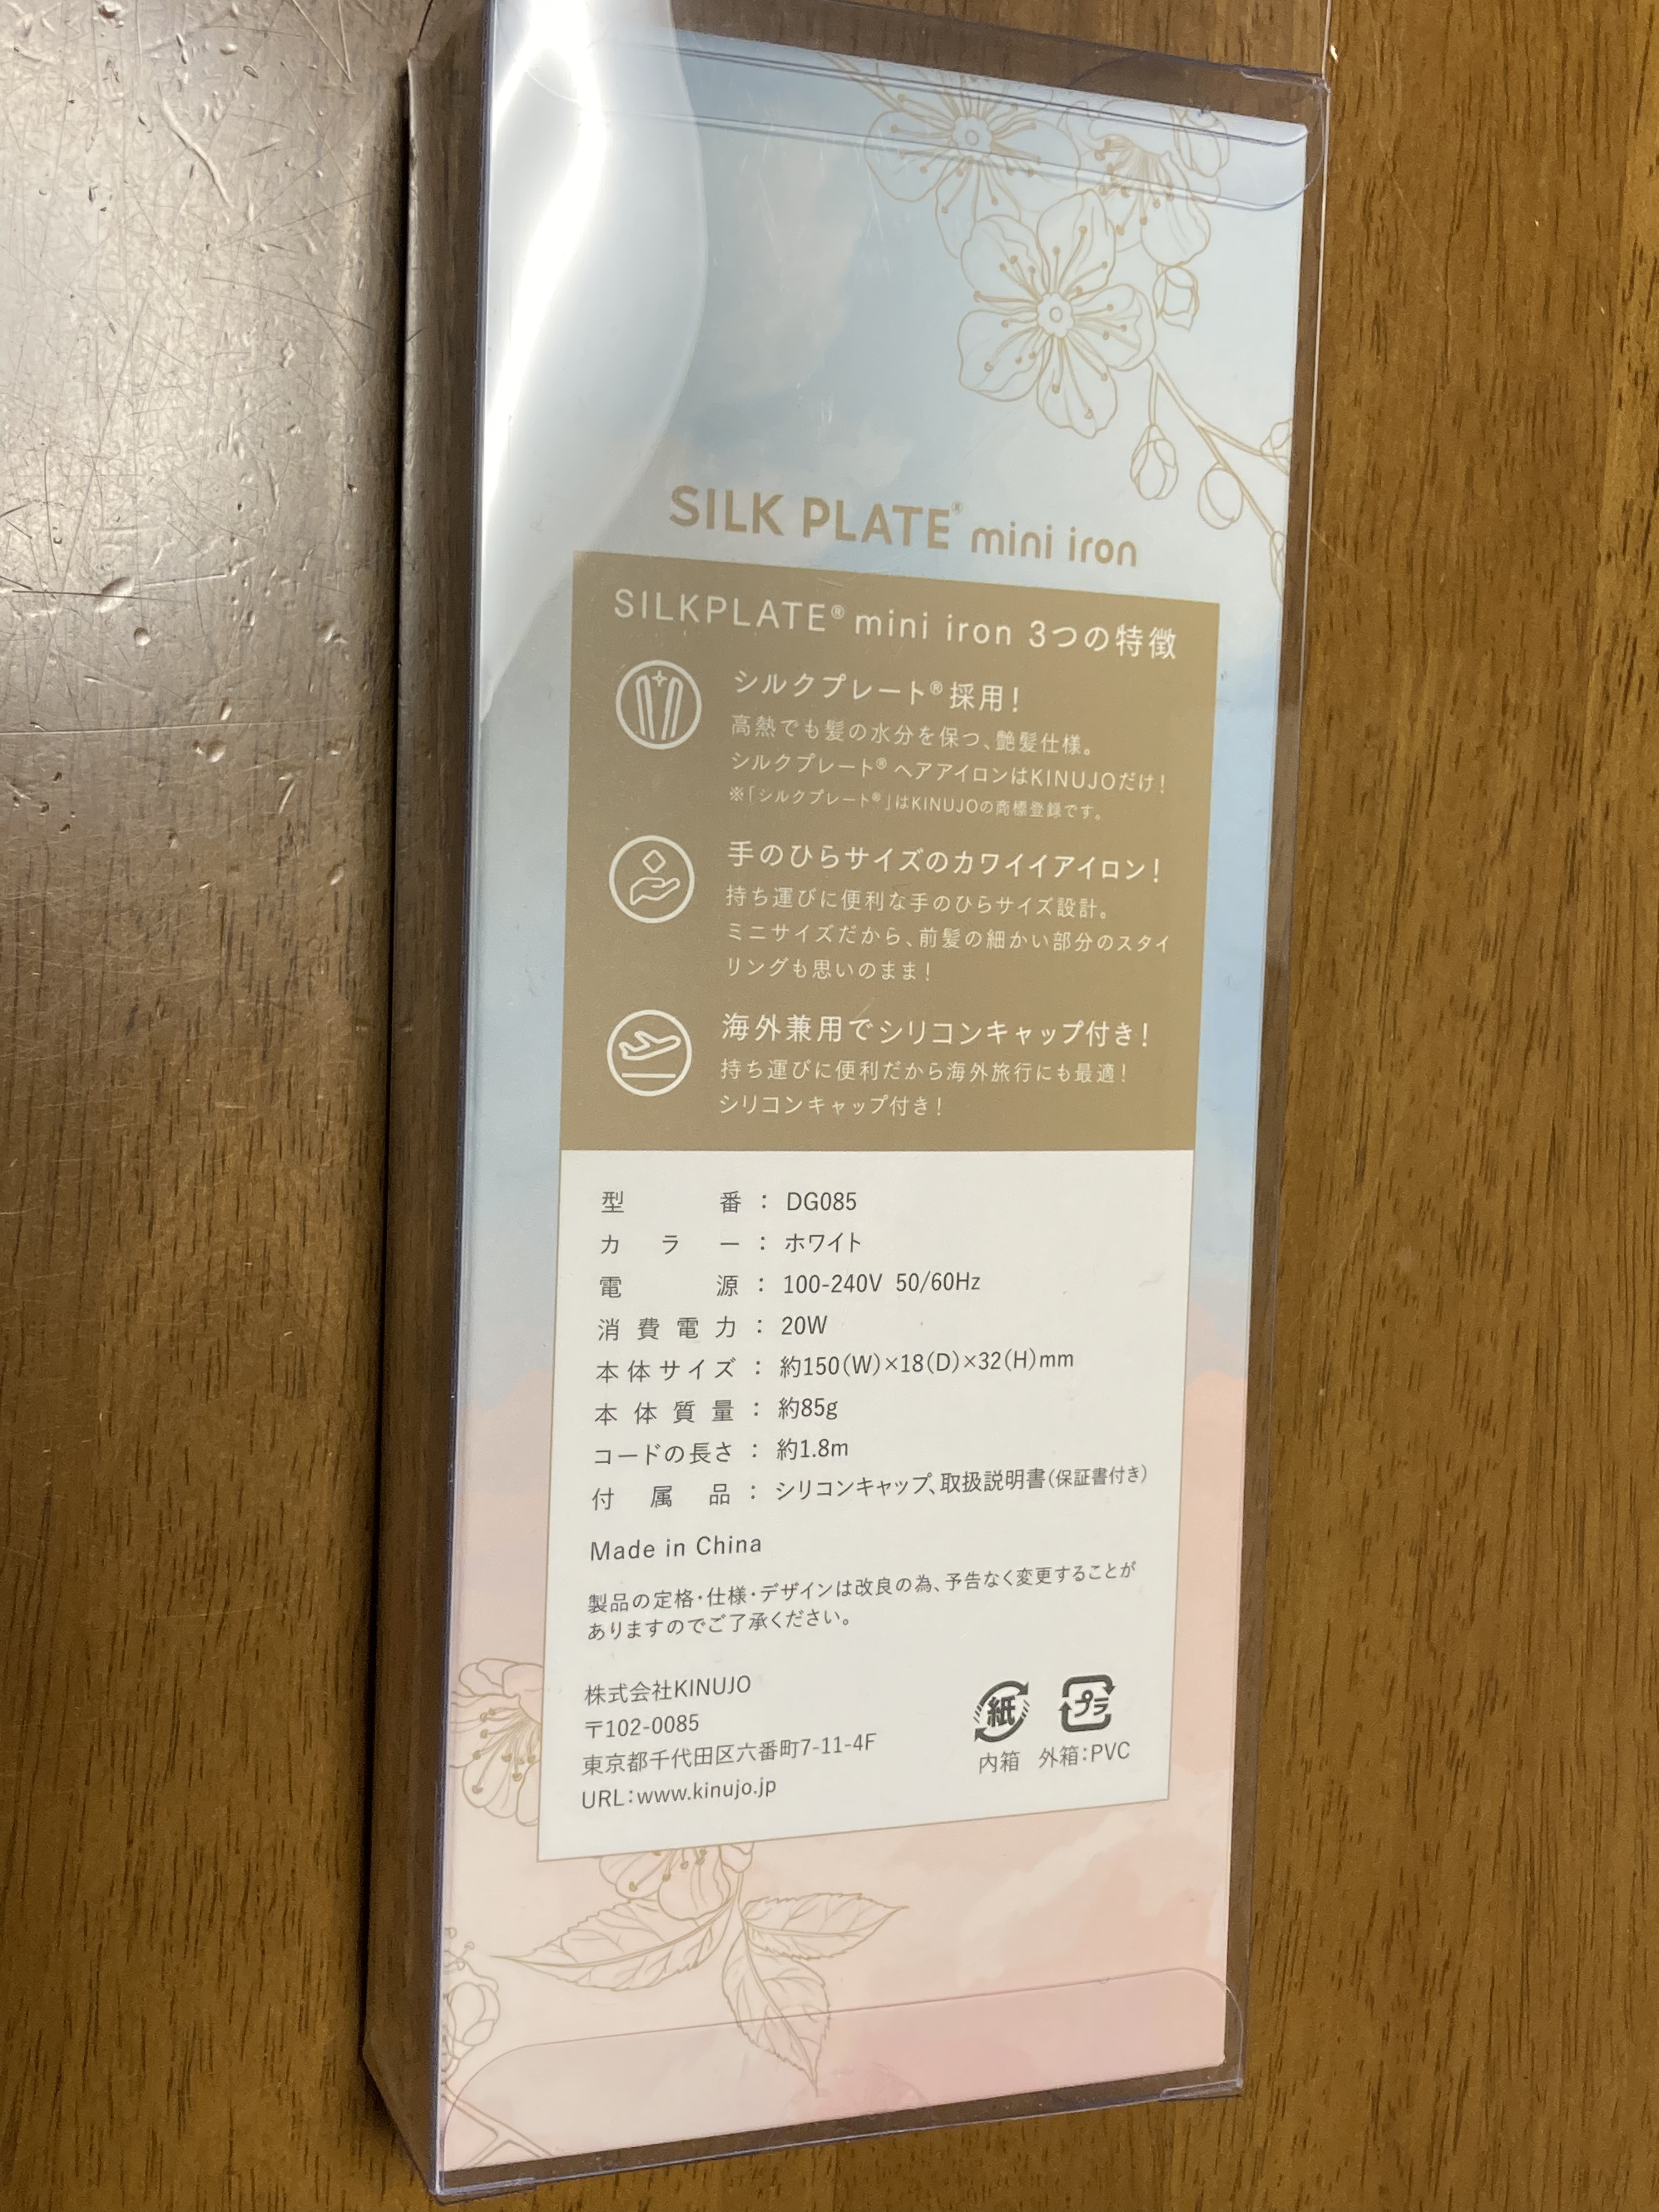 SILK PLATE® mini iron
SILKPLATE® mini iron 3つの特徴
シルクプレート®採用!
高熱でも髪の水分を保つ、艶髪仕様。
シルクプレート® ヘアアイロンはKINUJOだけ!
※「シルクプレート®」はKINUJOの商標登録です。
手のひらサイズのカワイイアイロン!
持ち運びに便利な手のひらサイズ設計。
ミニサイズだから、前髪の細かい部分のスタイ
リングも思いのまま!
海外兼用でシリコンキャップ付き!
持ち運びに便利だから海外旅行にも最適!
シリコンキャップ付き!
型番:DG085
カラー:ホワイト
電源:100-240V 50/60Hz
消費電力:20W
本体サイズ:約150(W)×18(D)×32(H)mm
本体質量:約85g
コードの長さ:約1.8m
付属品:シリコンキャップ、取扱説明書(保証書付き)
Made in China
製品の定格・仕様・デザインは改良の為、予告なく変更することが
ありますのでご了承ください。
株式会社KINUJO
〒102-0085
東京都千代田区六番町7-11-4F
URL:www.kinujo.jp
紙 プラ
内箱 外箱:PVC